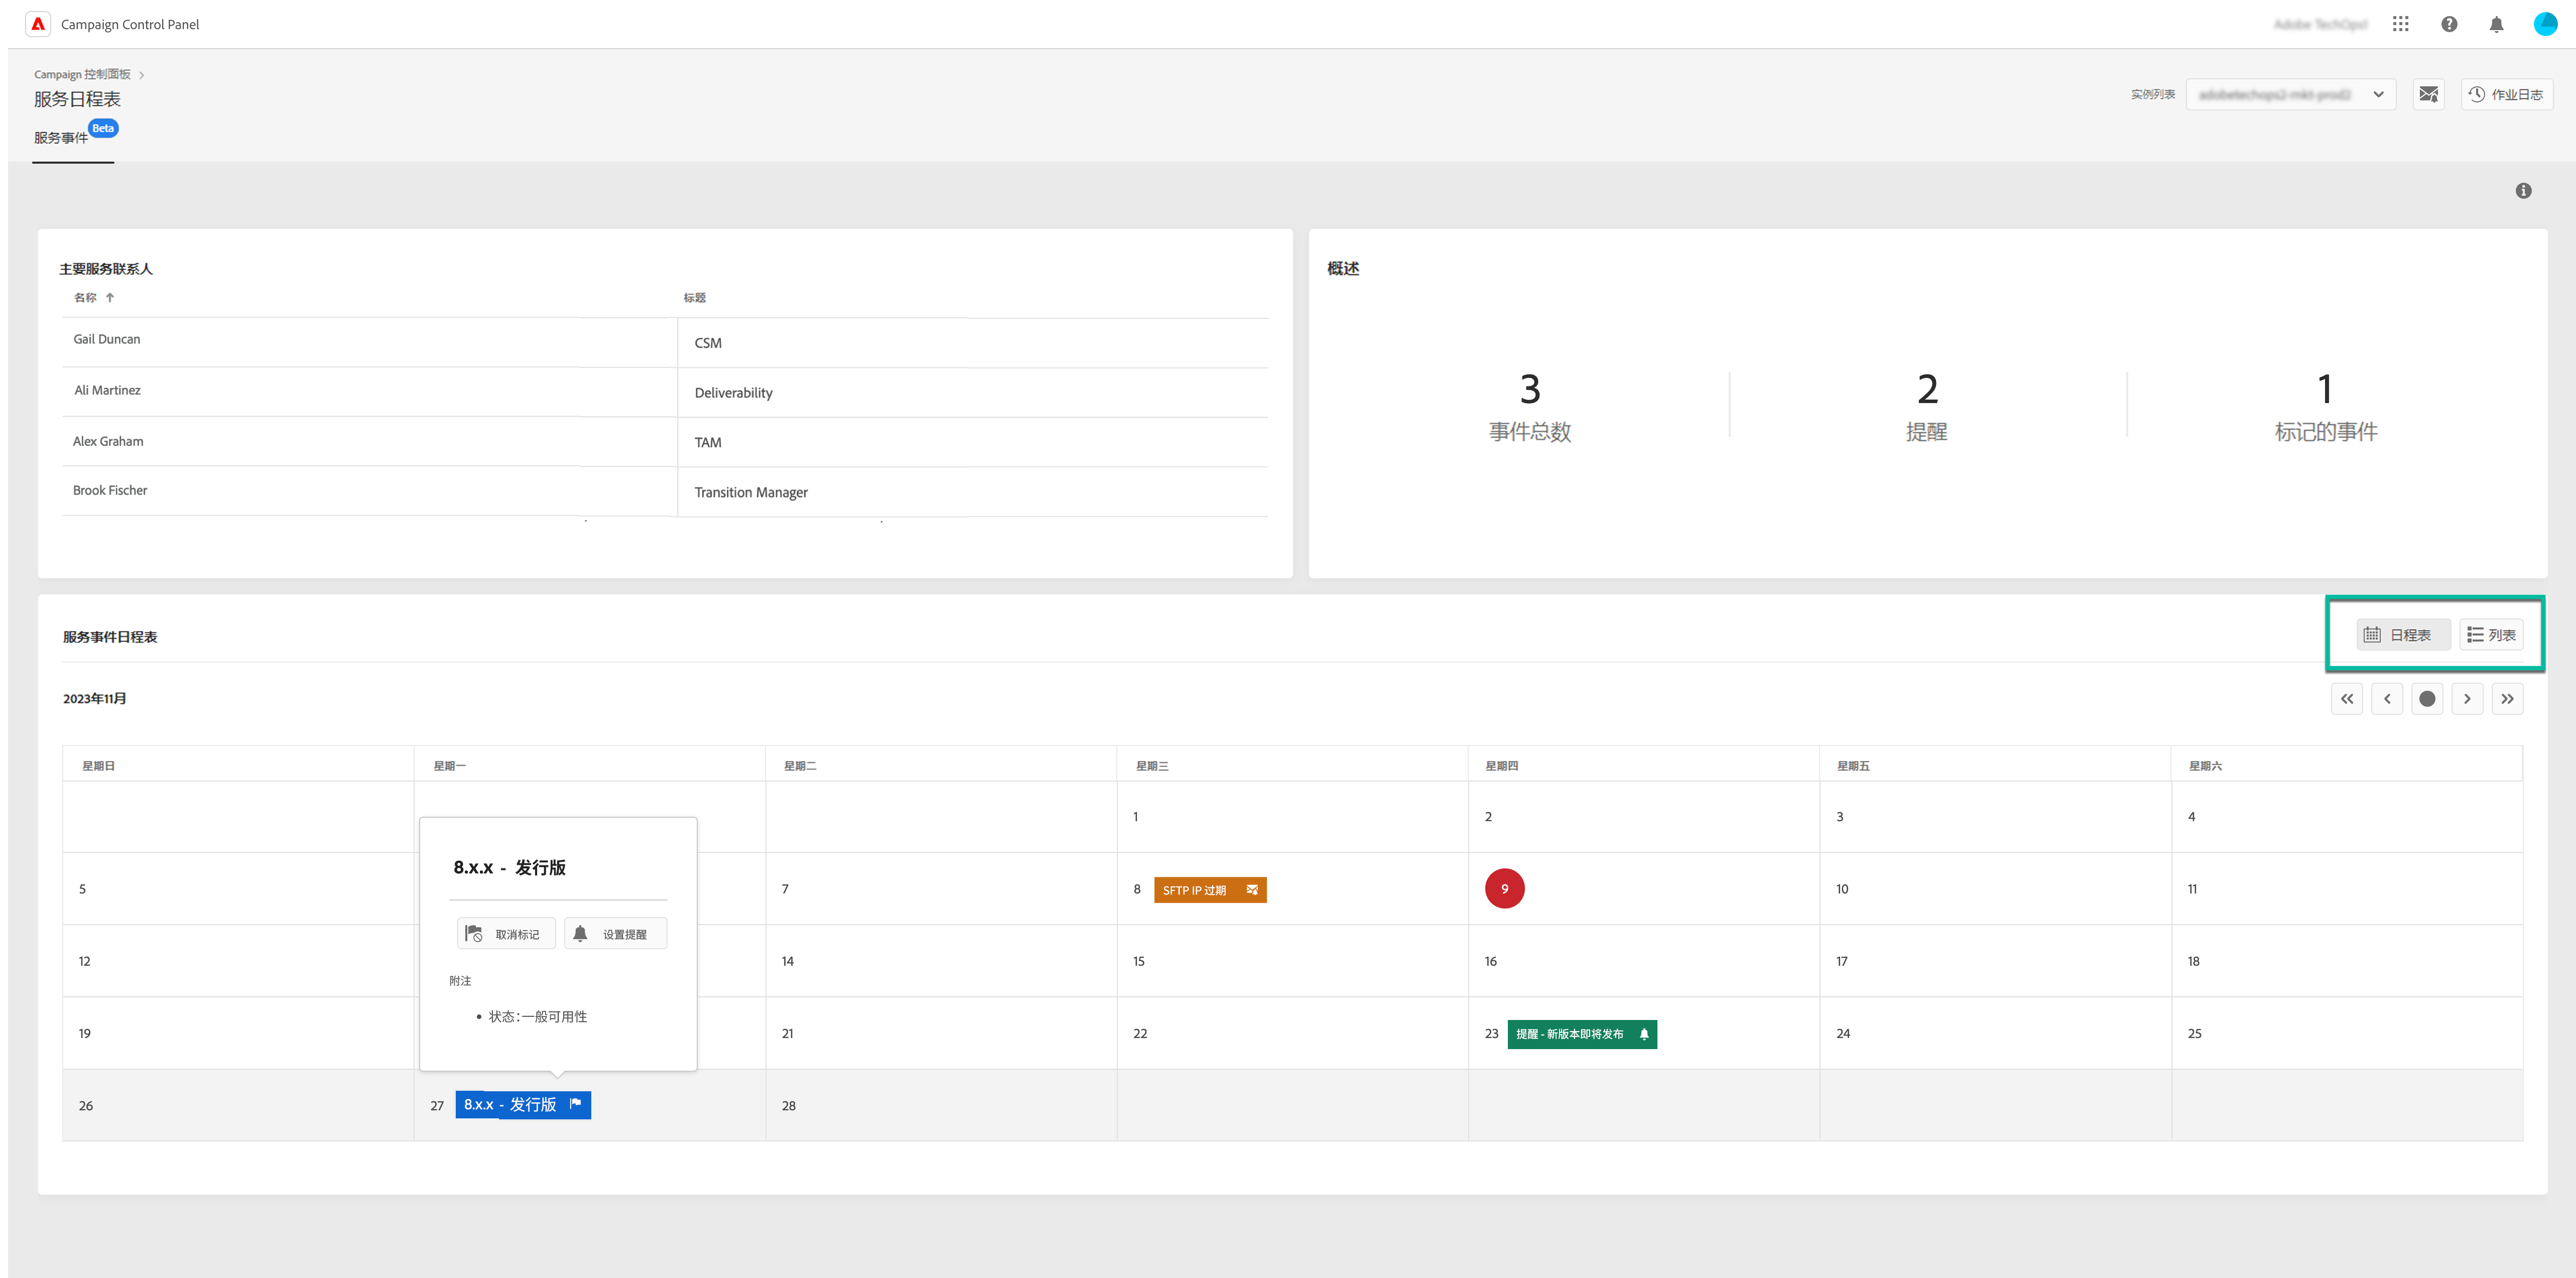 Campaign Control Panel
Adobe TechOps1
Campaign 控制面板
服务日程表
服务事件 Beta
实例列表
adobetechops2-mkt-prod2
作业日志
主要服务联系人
名称 标题
Gail Duncan CSM
Ali Martinez Deliverability
Alex Graham TAM
Brook Fischer Transition Manager
概述
3 2 1
事件总数 提醒 标记的事件
服务事件日程表
日程表 列表
2023年11月
星期日 星期一 星期二 星期三 星期四 星期五 星期六
1 2 3 4
8.x.x - 发行版
取消标记 设置提醒
附注
• 状态：一般可用性
5 7 8 SFTP IP 过期 9 10 11
12 14 15 16 17 18
19 21 22 23 提醒 - 新版本即将发布 24 25
26 27 8.x.x - 发行版 28